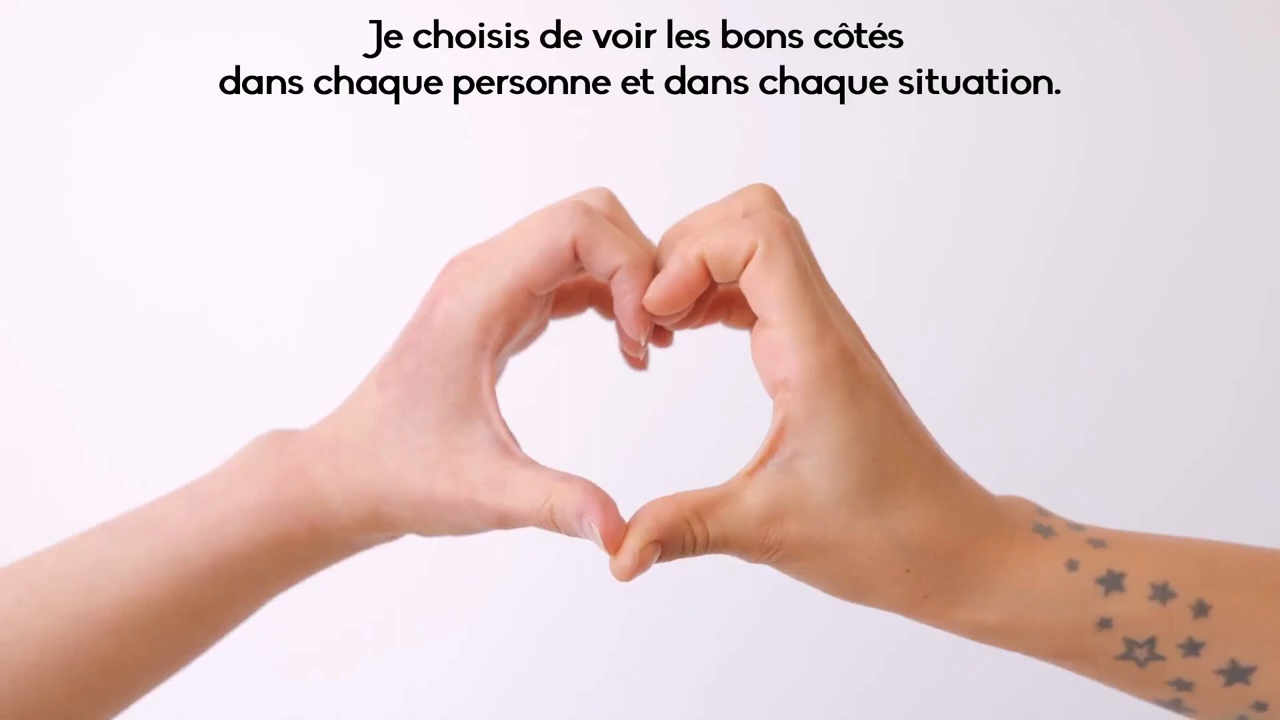 Je choisis de voir les bons côtés
dans chaque personne et dans chaque situation.